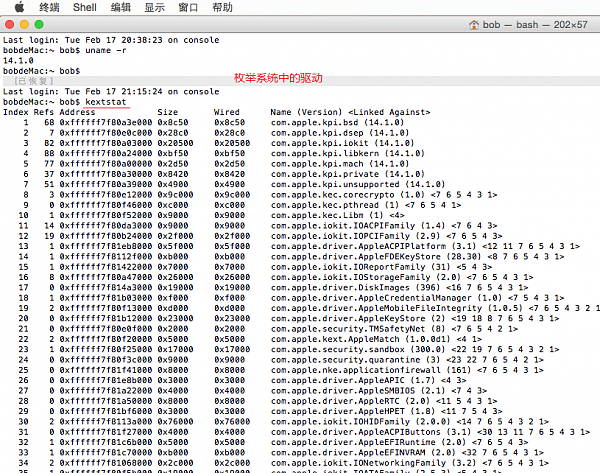 终端 Shell 编辑 显示 窗口 帮助
bob — bash — 202×57
Last login: Tue Feb 17 20:38:23 on console
bobdeMac:~ bob$ uname -r
14.1.0
bobdeMac:~ bob$
[已恢复]
枚举系统中的驱动
Last login: Tue Feb 17 21:15:24 on console
bobdeMac:~ bob$ kextstat
Index Refs Address Size Wired Name (Version) <Linked Against>
1 68 0xffffff7f80a3e000 0x8c50 0x8c50 com.apple.kpi.bsd (14.1.0)
2 7 0xffffff7f80e0c000 0x28c0 0x28c0 com.apple.kpi.dsep (14.1.0)
3 82 0xffffff7f80a03000 0x20500 0x20500 com.apple.kpi.iokit (14.1.0)
4 88 0xffffff7f80a24000 0xbf50 0xbf50 com.apple.kpi.libkern (14.1.0)
5 77 0xffffff7f80a00000 0x2d50 0x2d50 com.apple.kpi.mach (14.1.0)
6 37 0xffffff7f80a30000 0x8420 0x8420 com.apple.kpi.private (14.1.0)
7 51 0xffffff7f80a39000 0x4900 0x4900 com.apple.kpi.unsupported (14.1.0)
8 3 0xffffff7f80e12000 0x9c000 0x9c000 com.apple.kec.corecrypto (1.0) <7 6 5 4 3 1>
9 0 0xffffff7f80f46000 0xc000 0xc000 com.apple.kec.pthread (1) <7 6 5 4 1>
10 1 0xffffff7f80f52000 0x9000 0x9000 com.apple.kec.Libm (1) <4>
11 14 0xffffff7f80da3000 0x9000 0x9000 com.apple.iokit.IOACPIFamily (1.4) <7 6 4 3>
12 19 0xffffff7f80b24000 0x2f000 0x2f000 com.apple.iokit.IOPCIFamily (2.9) <7 6 5 4 3>
13 1 0xffffff7f81eb8000 0x5f000 0x5f000 com.apple.driver.AppleACPIPlatform (3.1) <12 11 7 6 5 4 3 1>
14 1 0xffffff7f8112f000 0xb000 0xb000 com.apple.driver.AppleFDEKeyStore (28.30) <8 7 6 5 4 3 1>
15 1 0xffffff7f81422000 0x7000 0x7000 com.apple.iokit.IOReportFamily (31) <5 4 3>
16 8 0xffffff7f80a47000 0x26000 0x26000 com.apple.iokit.IOStorageFamily (2.0) <7 6 5 4 3 1>
17 0 0xffffff7f814a3000 0x19000 0x19000 com.apple.driver.DiskImages (396) <16 7 6 5 4 3 1>
18 1 0xffffff7f81b03000 0xf000 0xf000 com.apple.driver.AppleCredentialManager (1.0) <7 5 4 3 1>
19 2 0xffffff7f80f13000 0xd000 0xd000 com.apple.driver.AppleMobileFileIntegrity (1.0.5) <7 6 5 4 3 2 1
20 0 0xffffff7f81b12000 0x23000 0x23000 com.apple.driver.AppleKeyStore (2) <19 18 8 7 6 5 4 3 1>
21 1 0xffffff7f80e0f000 0x2000 0x2000 com.apple.security.TMSafetyNet (8) <7 6 5 4 2 1>
22 2 0xffffff7f80f20000 0x5000 0x5000 com.apple.kext.AppleMatch (1.0.0d1) <4 1>
23 1 0xffffff7f80f25000 0x17000 0x17000 com.apple.security.sandbox (300.0) <22 19 7 6 5 4 3 2 1>
24 0 0xffffff7f80f3c000 0x9000 0x9000 com.apple.security.quarantine (3) <23 22 7 6 5 4 2 1>
25 0 0xffffff7f81f41000 0x8000 0x8000 com.apple.nke.applicationfirewall (161) <7 6 5 4 3 1>
26 0 0xffffff7f81e8b000 0x3000 0x3000 com.apple.driver.AppleAPIC (1.7) <4 3>
27 0 0xffffff7f81a22000 0x4000 0x4000 com.apple.driver.AppleSMBIOS (2.1) <7 4 3>
28 0 0xffffff7f81a50000 0x8000 0x8000 com.apple.driver.AppleRTC (2.0) <11 5 4 3 1>
29 0 0xffffff7f81bf6000 0x3000 0x3000 com.apple.driver.AppleHPET (1.8) <11 7 5 4 3>
30 2 0xffffff7f8113a000 0x76000 0x76000 com.apple.iokit.IOHIDFamily (2.0.0) <14 7 6 5 4 3 2 1>
31 0 0xffffff7f81f27000 0x4000 0x4000 com.apple.driver.AppleACPIButtons (3.1) <30 13 11 7 6 5 4 3 1>
32 1 0xffffff7f81c6b000 0x5000 0x5000 com.apple.driver.AppleEFIRuntime (2.0) <7 6 5 4 3>
33 1 0xffffff7f81c70000 0xb000 0xb000 com.apple.driver.AppleEFINVRAM (2.0) <32 7 6 5 4 3 1>
34 2 0xffffff7f81068000 0x2c000 0x2c000 com.apple.iokit.IONetworkingFamily (3.2) <7 6 5 4 3 1>